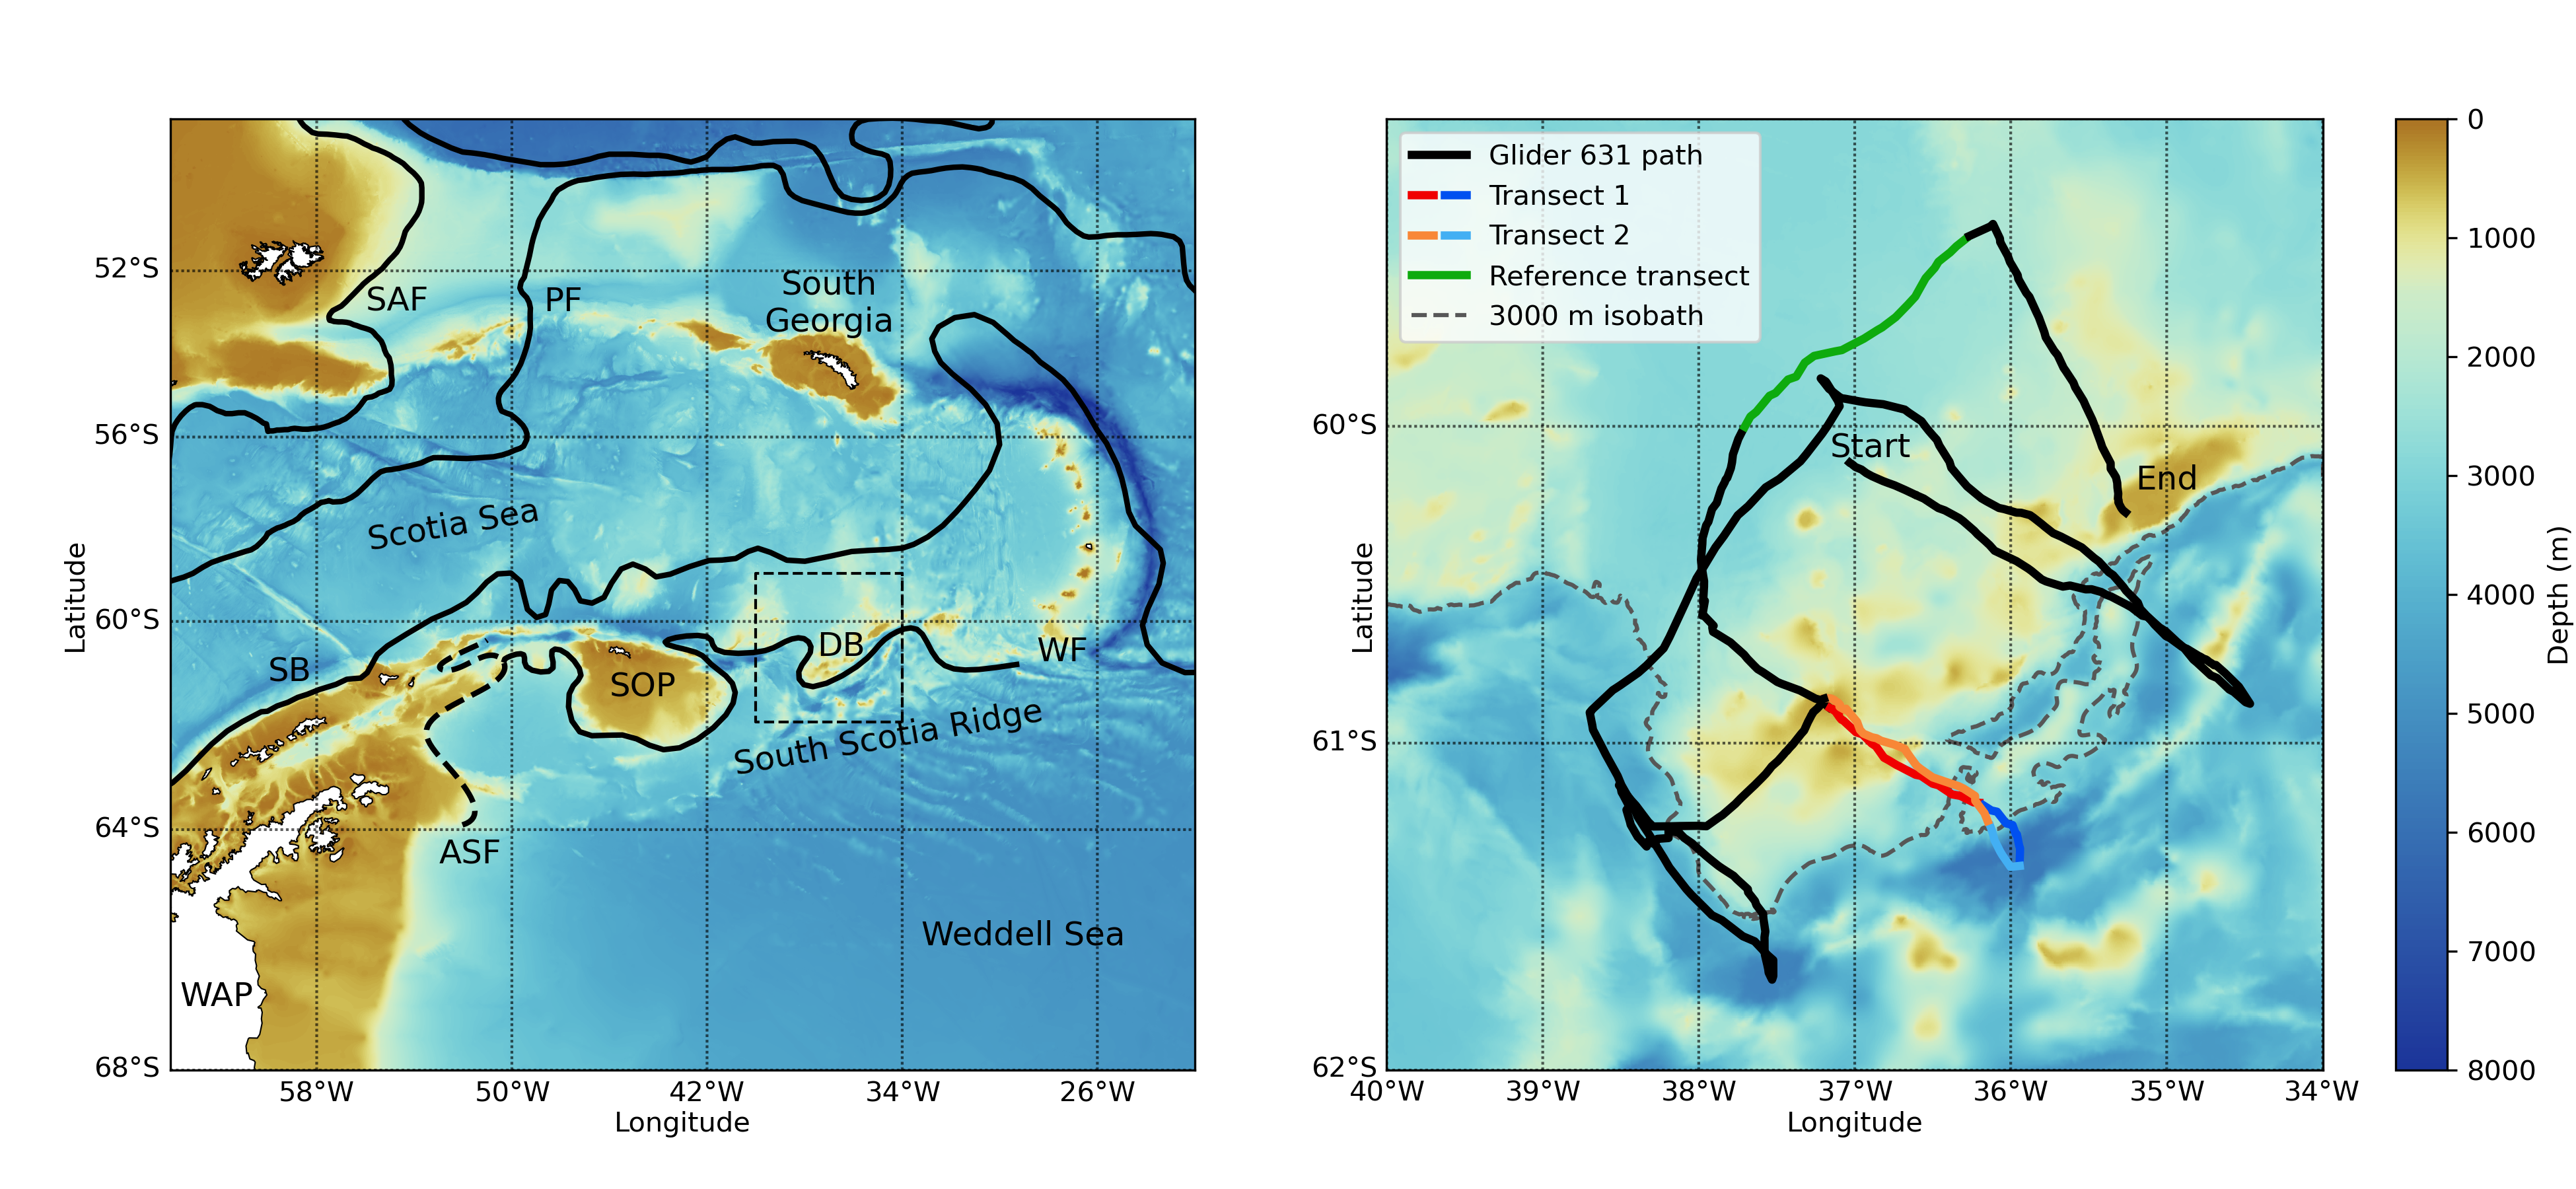 52°S
56°S
60°S
64°S
68°S
Latitude
58°W
50°W
42°W
34°W
26°W
Longitude
SAF
PF
South
Georgia
Scotia Sea
SB
SOP
DB
WF
South Scotia Ridge
ASF
Weddell Sea
WAP
Glider 631 path
Transect 1
Transect 2
Reference transect
3000 m isobath
Start
End
60°S
61°S
62°S
Latitude
40°W
39°W
38°W
37°W
36°W
35°W
34°W
Longitude
0
1000
2000
3000
4000
5000
6000
7000
8000
Depth (m)